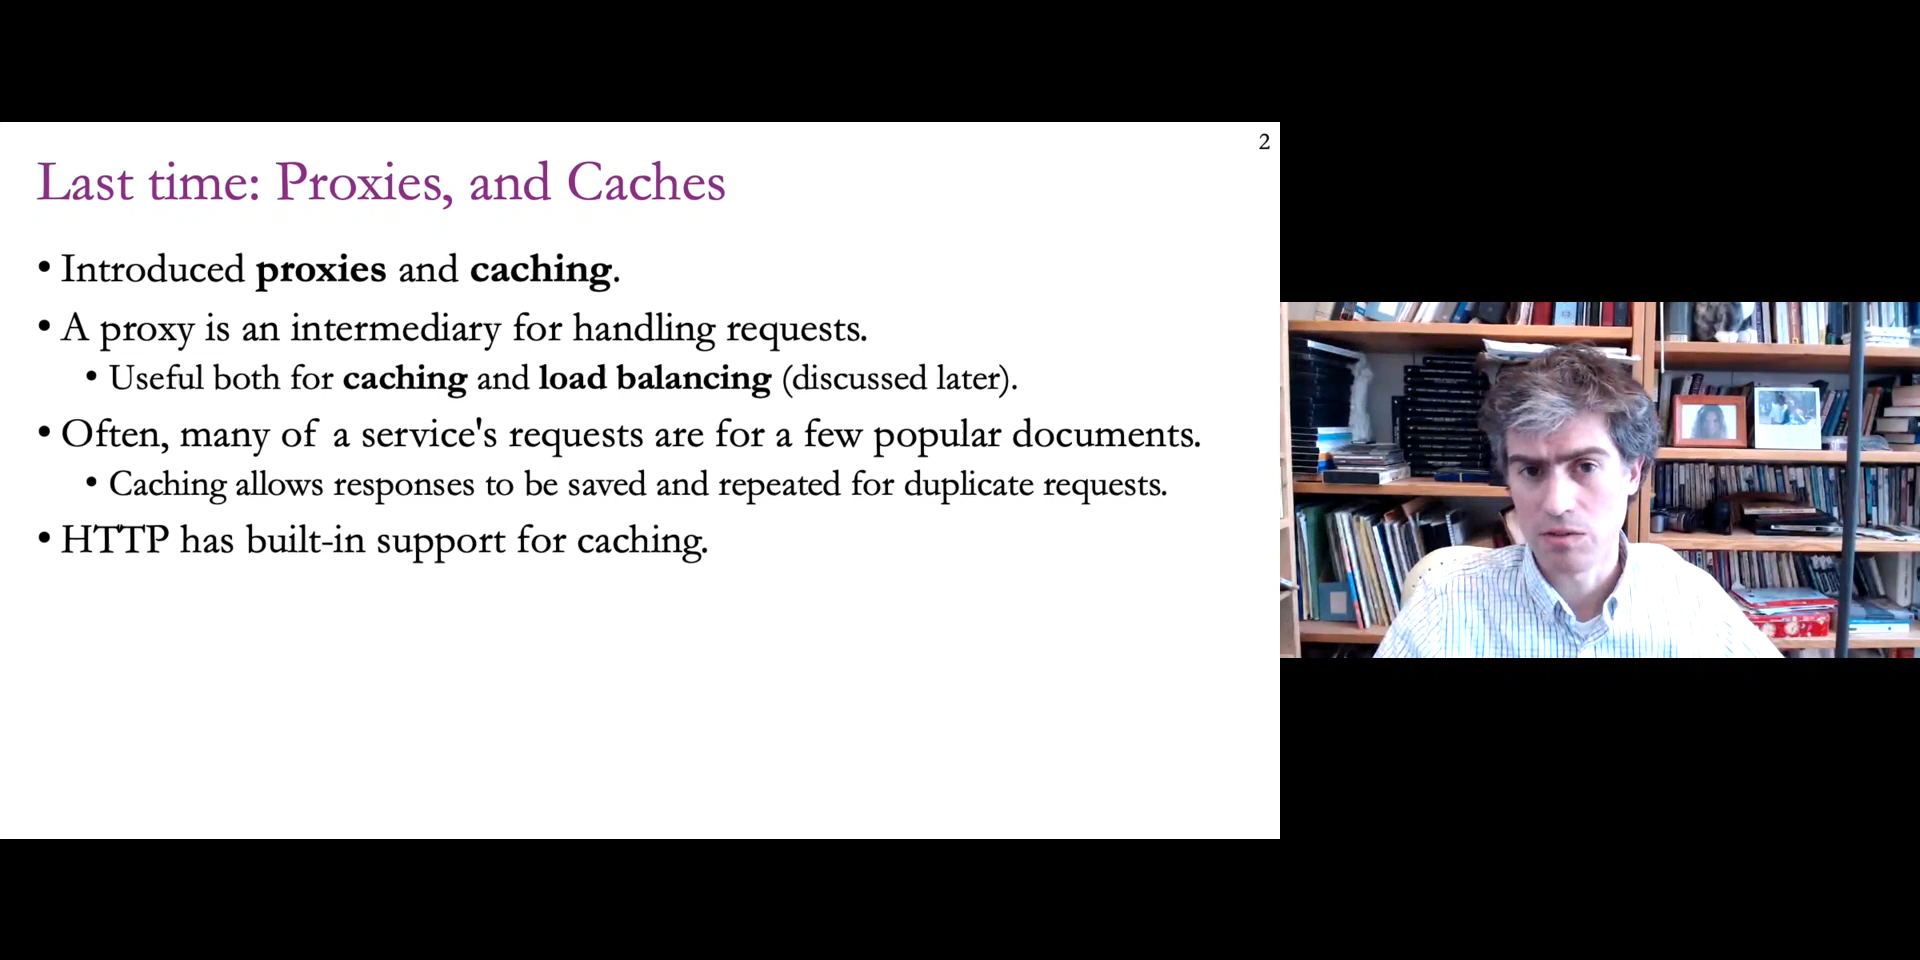 2
Last time: Proxies, and Caches
• Introduced proxies and caching.
• A proxy is an intermediary for handling requests.
• Useful both for caching and load balancing (discussed later).
• Often, many of a service's requests are for a few popular documents.
• Caching allows responses to be saved and repeated for duplicate requests.
• HTTP has built-in support for caching.